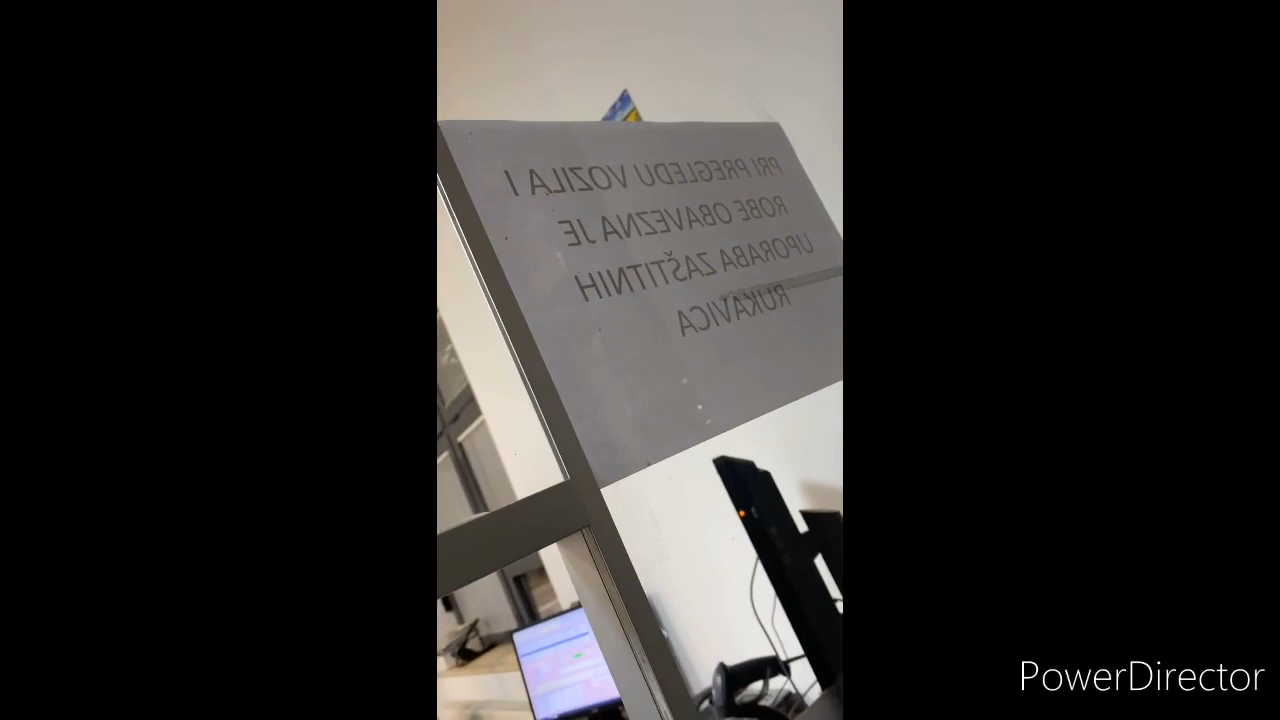 PRI PREGLEDU VOZILA I
ROBE OBAVEZNA JE
UPORABA ZAŠTITNIH
RUKAVICA
PowerDirector